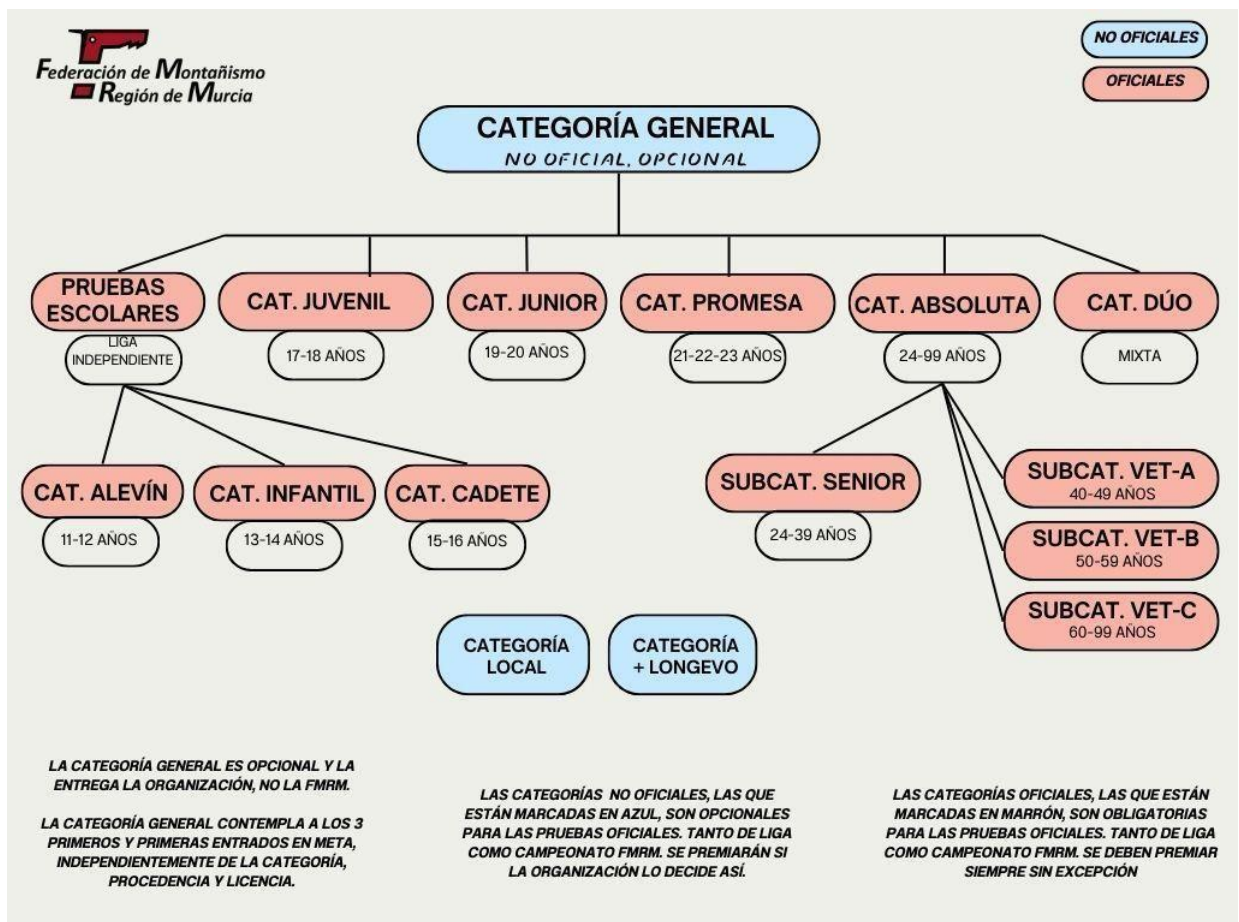 Federación de Montañismo
Región de Murcia
NO OFICIALES
OFICIALES
CATEGORÍA GENERAL
NO OFICIAL, OPCIONAL
PRUEBAS
ESCOLARES
LIGA
INDEPENDIENTE
CAT. JUVENIL
17-18 AÑOS
CAT. JUNIOR
19-20 AÑOS
CAT. PROMESA
21-22-23 AÑOS
CAT. ABSOLUTA
24-99 AÑOS
CAT. DÚO
MIXTA
CAT. ALEVÍN
11-12 AÑOS
CAT. INFANTIL
13-14 AÑOS
CAT. CADETE
15-16 AÑOS
SUBCAT. SENIOR
24-39 AÑOS
SUBCAT. VET-A
40-49 AÑOS
SUBCAT. VET-B
50-59 AÑOS
SUBCAT. VET-C
60-99 AÑOS
CATEGORÍA
LOCAL
CATEGORÍA
+ LONGEVO
LA CATEGORÍA GENERAL ES OPCIONAL Y LA
ENTREGA LA ORGANIZACIÓN, NO LA FMRM.
LA CATEGORÍA GENERAL CONTEMPLA A LOS 3
PRIMEROS Y PRIMERAS ENTRADOS EN META,
INDEPENDIENTEMENTE DE LA CATEGORÍA,
PROCEDENCIA Y LICENCIA.
LAS CATEGORÍAS NO OFICIALES, LAS QUE
ESTÁN MARCADAS EN AZUL, SON OPCIONALES
PARA LAS PRUEBAS OFICIALES. TANTO DE LIGA
COMO CAMPEONATO FMRM. SE PREMIARÁN SI
LA ORGANIZACIÓN LO DECIDE ASÍ.
LAS CATEGORÍAS OFICIALES, LAS QUE ESTÁN
MARCADAS EN MARRÓN, SON OBLIGATORIAS
PARA LAS PRUEBAS OFICIALES. TANTO DE LIGA
COMO CAMPEONATO FMRM. SE DEBEN PREMIAR
SIEMPRE SIN EXCEPCIÓN